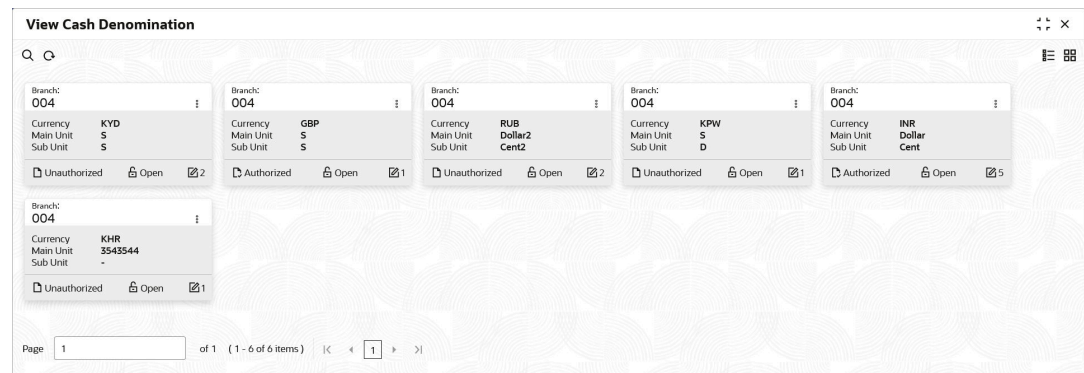 View Cash Denomination
Branch:
004
Currency KYD
Main Unit S
Sub Unit S
Unauthorized Open 2
Branch:
004
Currency GBP
Main Unit S
Sub Unit S
Authorized Open 1
Branch:
004
Currency RUB
Main Unit Dollar2
Sub Unit Cent2
Unauthorized Open 2
Branch:
004
Currency KPW
Main Unit S
Sub Unit D
Unauthorized Open 1
Branch:
004
Currency INR
Main Unit Dollar
Sub Unit Cent
Authorized Open 5
Branch:
004
Currency KHR
Main Unit 3543544
Sub Unit -
Unauthorized Open 1
Page 1 of 1 ( 1 - 6 of 6 items ) 1